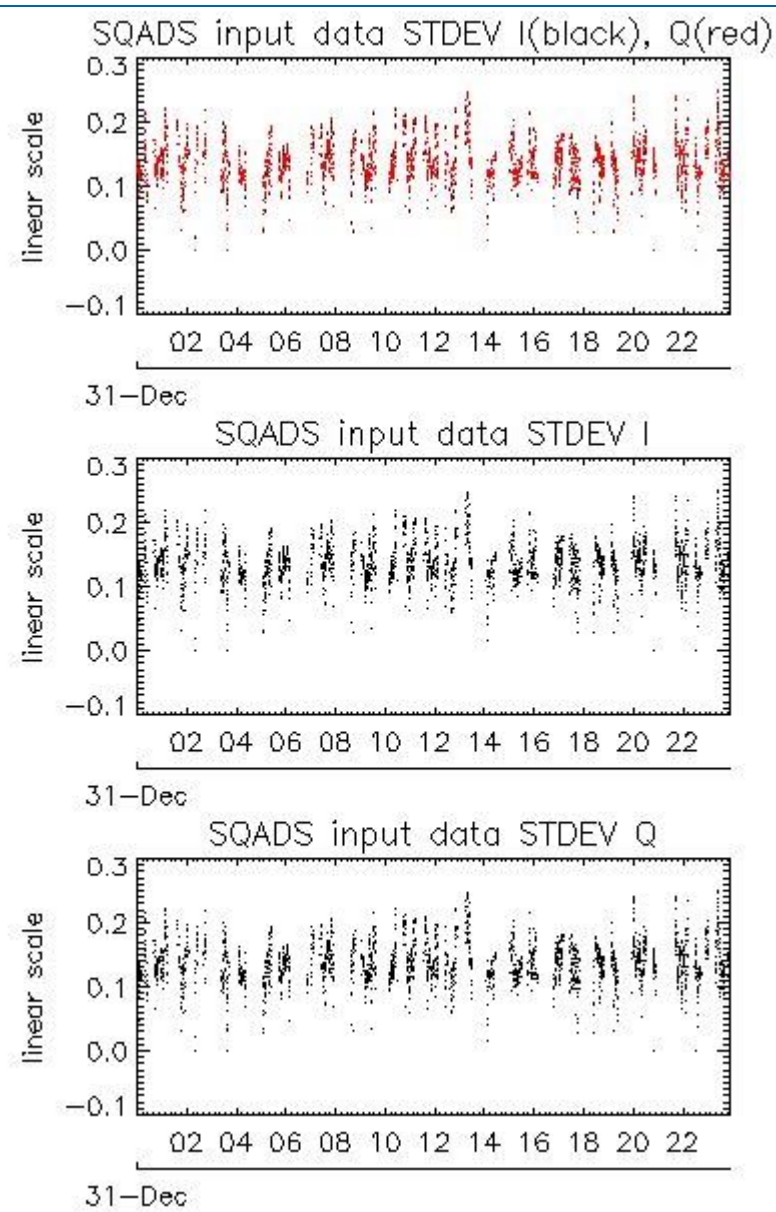 SQADS input data STDEV I(black), Q(red)
0.3
0.2
0.1
0.0
−0.1
linear scale
02 04 06 08 10 12 14 16 18 20 22
31−Dec
SQADS input data STDEV I
0.3
0.2
0.1
0.0
−0.1
linear scale
02 04 06 08 10 12 14 16 18 20 22
31−Dec
SQADS input data STDEV Q
0.3
0.2
0.1
0.0
−0.1
linear scale
02 04 06 08 10 12 14 16 18 20 22
31−Dec